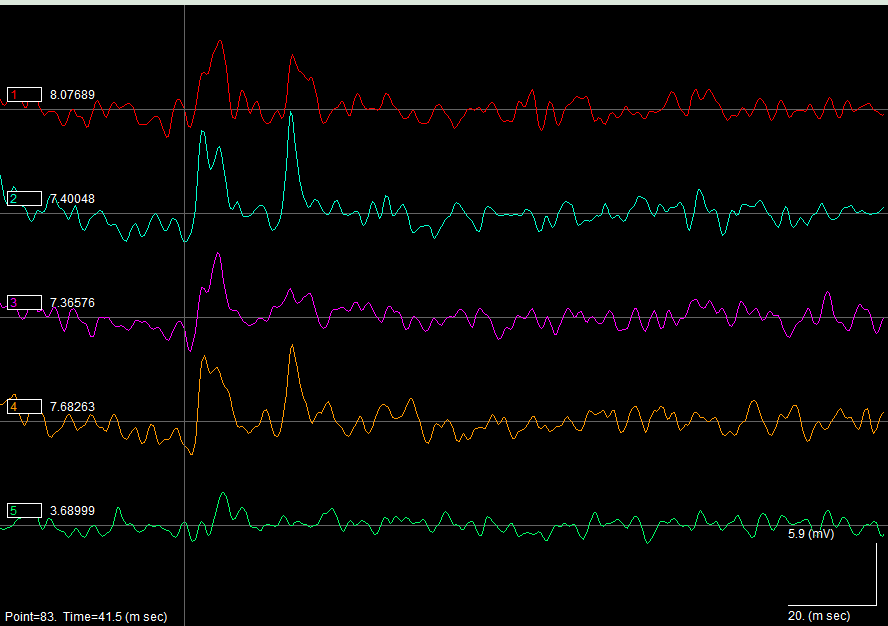 1 8.07689
2 7.40048
3 7.36576
4 7.68263
5 3.68999
5.9 (mV)
20. (m sec)
Point=83. Time=41.5 (m sec)